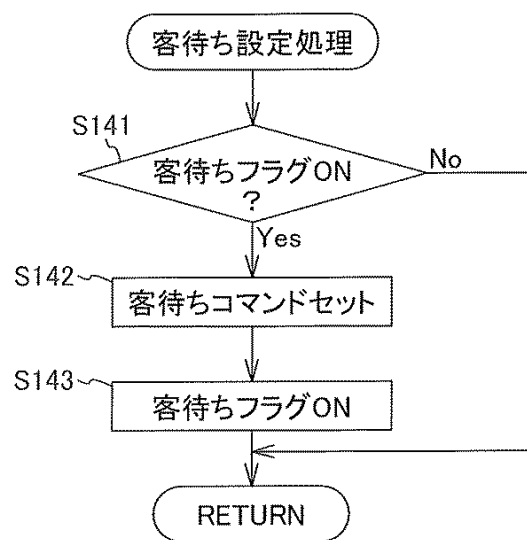 客待ち設定処理
S141
客待ちフラグON
?
No
Yes
S142
客待ちコマンドセット
S143
客待ちフラグON
RETURN